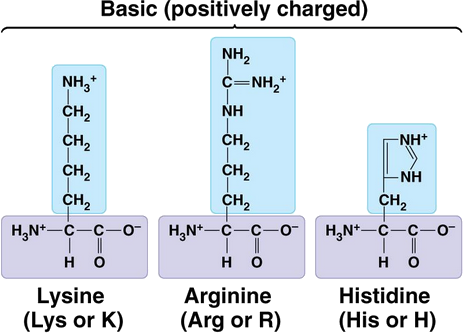 Basic (positively charged)
NH3+
CH2
CH2
CH2
CH2
H3N+—C—C—O−
H O
Lysine
(Lys or K)
NH2
C=NH2+
NH
CH2
CH2
CH2
H3N+—C—C—O−
H O
Arginine
(Arg or R)
NH+
NH
CH2
H3N+—C—C—O−
H O
Histidine
(His or H)